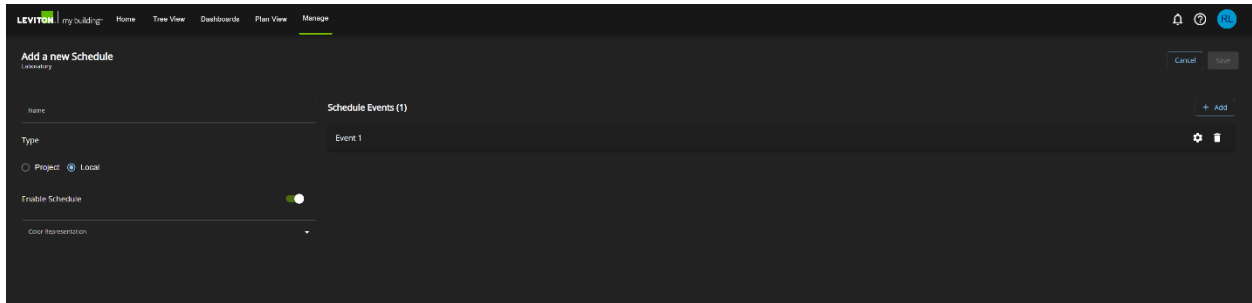 LEVITON. my building™ Home Tree View Dashboards Plan View Manage RL
Add a new Schedule
Laboratory
Cancel Save
Name
Schedule Events (1)
+ Add
Type
Event 1
Project Local
Enable Schedule
Color Representation